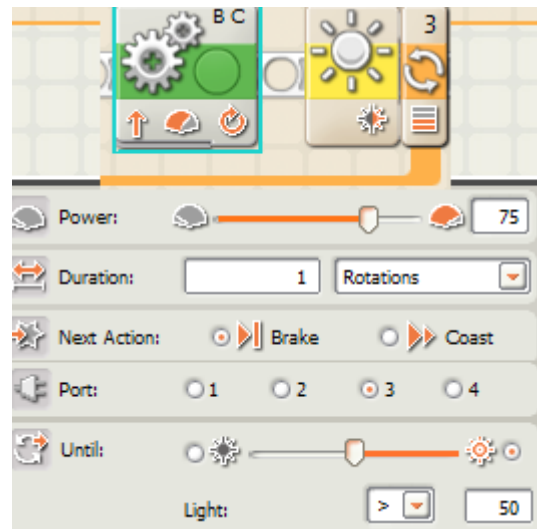 B C
3
Power: 75
Duration: 1 Rotations
Next Action: Brake Coast
Port: 1 2 3 4
Until:
Light: > 50